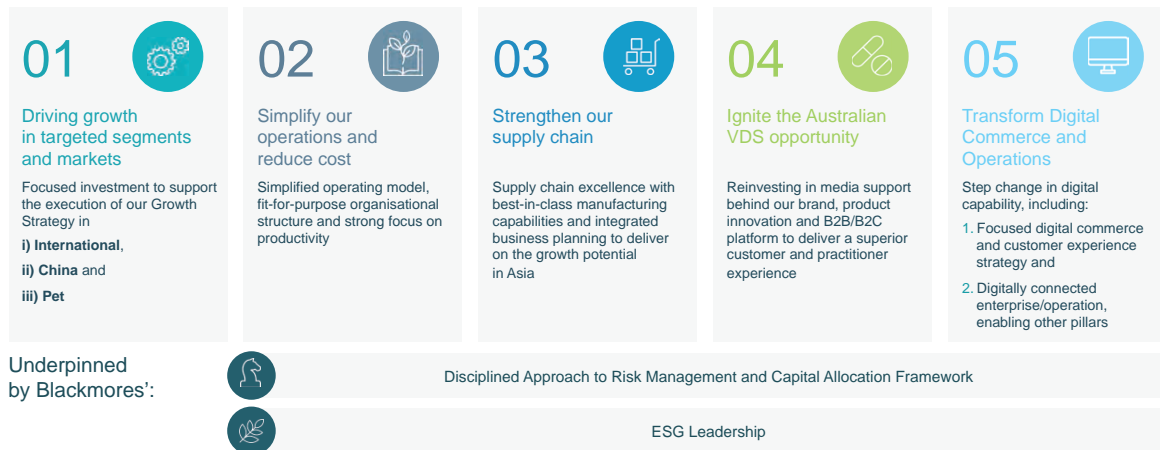 01
Driving growth
in targeted segments
and markets
Focused investment to support
the execution of our Growth
Strategy in
i) International,
ii) China and
iii) Pet
02
Simplify our
operations and
reduce cost
Simplified operating model,
fit-for-purpose organisational
structure and strong focus on
productivity
03
Strengthen our
supply chain
Supply chain excellence with
best-in-class manufacturing
capabilities and integrated
business planning to deliver
on the growth potential
in Asia
04
Ignite the Australian
VDS opportunity
Reinvesting in media support
behind our brand, product
innovation and B2B/B2C
platform to deliver a superior
customer and practitioner
experience
05
Transform Digital
Commerce and
Operations
Step change in digital
capability, including:
1. Focused digital commerce
and customer experience
strategy and
2. Digitally connected
enterprise/operation,
enabling other pillars
Underpinned
by Blackmores’:
Disciplined Approach to Risk Management and Capital Allocation Framework
ESG Leadership